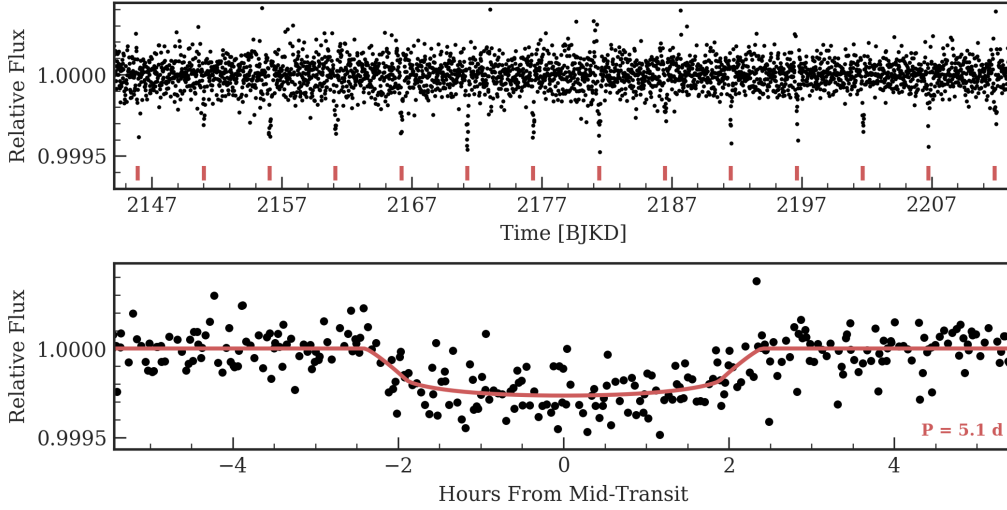 Relative Flux
1.0000
0.9995
2147 2157 2167 2177 2187 2197 2207
Time [BJKD]
Relative Flux
1.0000
0.9995
P = 5.1 d
−4 −2 0 2 4
Hours From Mid-Transit